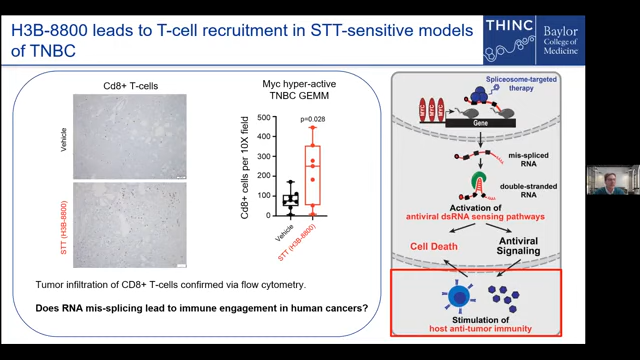 H3B-8800 leads to T-cell recruitment in STT-sensitive models
of TNBC
THINC
Baylor
College of
Medicine
Cd8+ T-cells
Vehicle
STT (H3B-8800)
Myc hyper-active
TNBC GEMM
p=0.028
CD8+ cells per 10X field
500
400
300
200
100
0
Vehicle
STT (H3B-8800)
Spliceosome-targeted
therapy
MYC MYC MYC
Gene
mis-spliced
RNA
double-stranded
RNA
Activation of
antiviral dsRNA sensing pathways
Cell Death
Antiviral
Signaling
Stimulation of
host anti-tumor immunity
Tumor infiltration of CD8+ T-cells confirmed via flow cytometry.
Does RNA mis-splicing lead to immune engagement in human cancers?